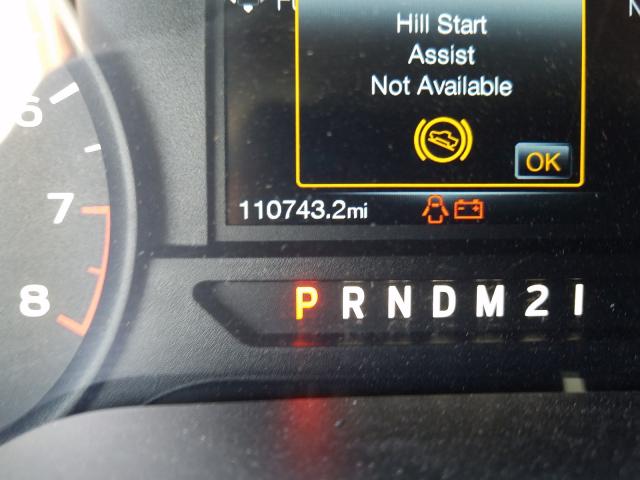 Hill Start
Assist
Not Available
OK
110743.2mi
6
7
8
P R N D M 2 1